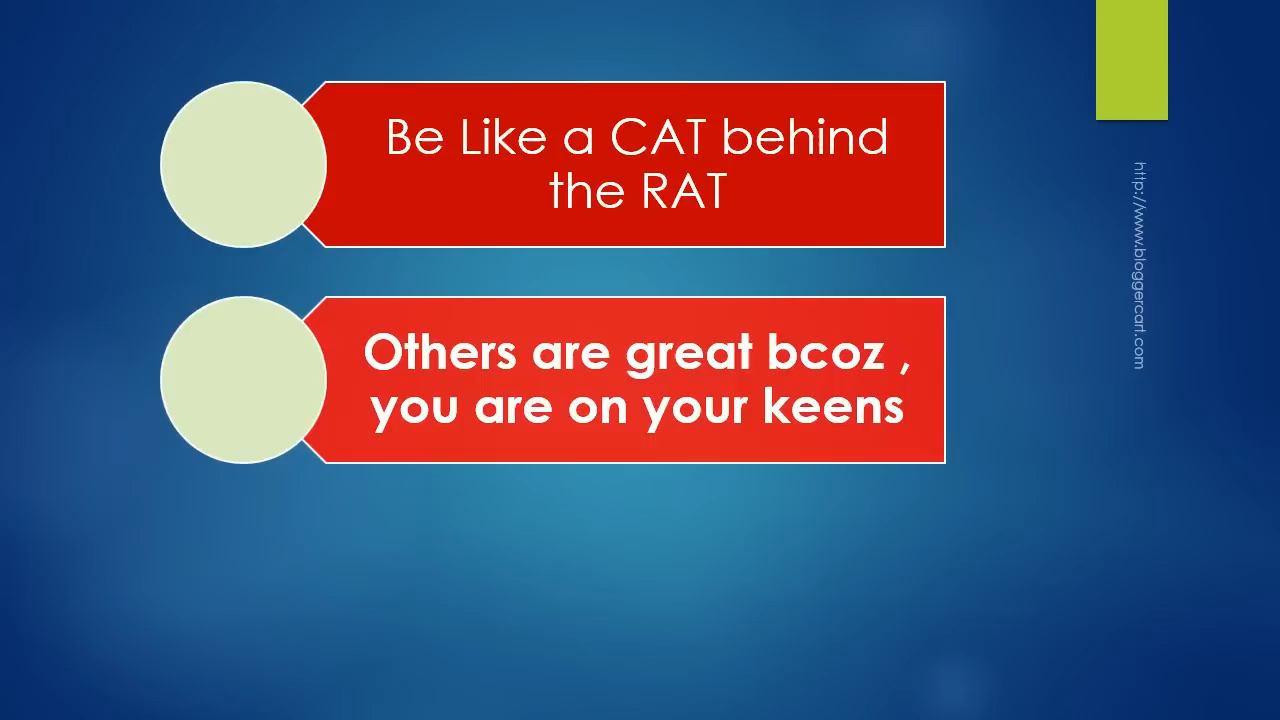 Be Like a CAT behind
the RAT
Others are great bcoz ,
you are on your keens
http://www.bloggercart.com